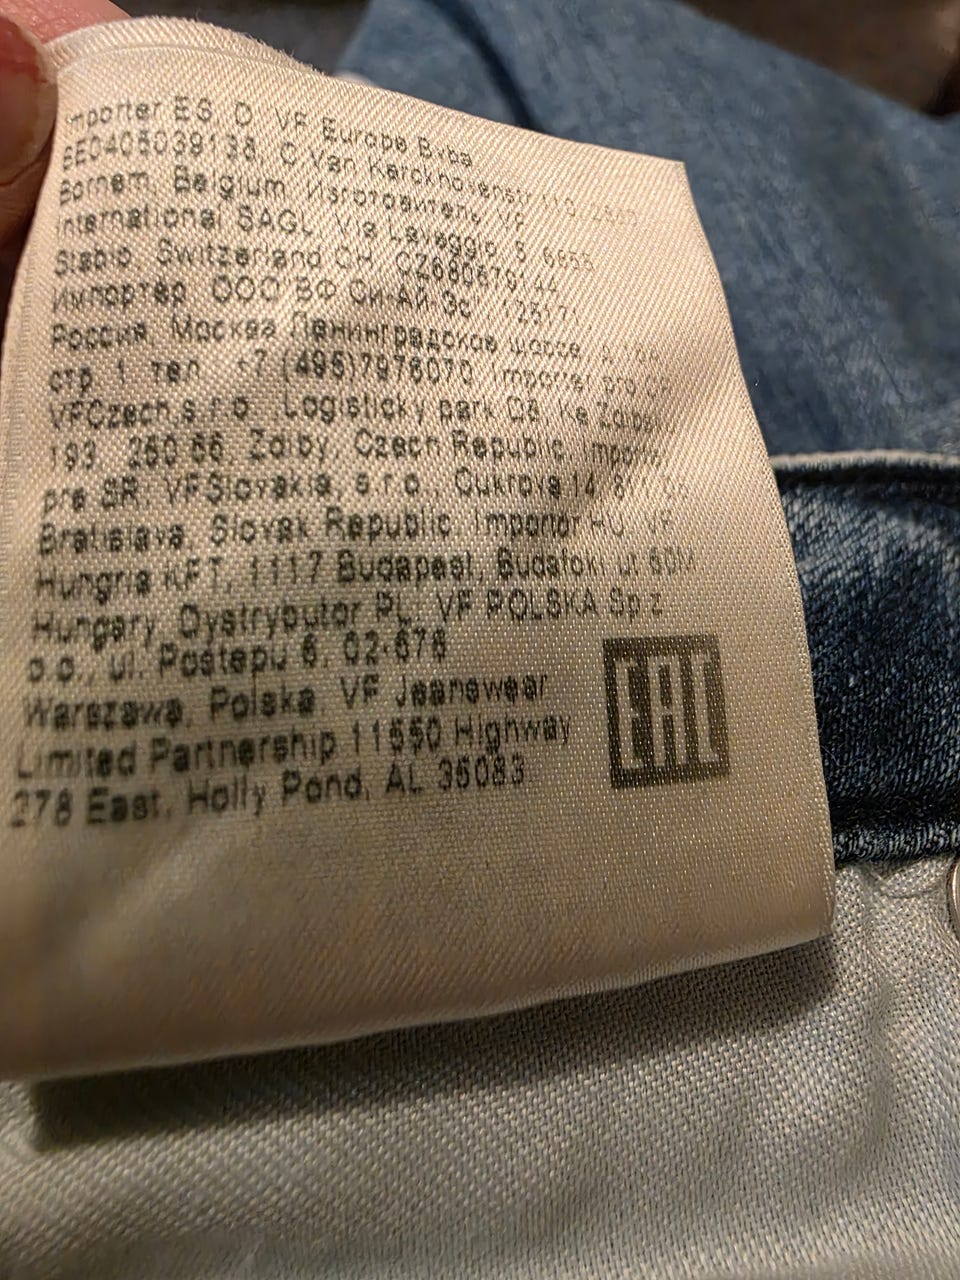 Importer ES D VF Europe Bvba
BE0405039138, C.Van Kerckhovenstr 110, 2880
Bornem, Belgium Изготовитель VF
International SAGL, Via Laveggio 5 6855
Stabio, Switzerland CH,
Импортер ООО ВФ Си-Ай-Эс, 125171,
Россия, Москва Ленинградское шоссе,
стр 1 тел +7 (495)7976070 Importer pro CR
VFCzech,s.r.o. Logisticky park D8, Ke Zdibsku
193 250 66 Zdiby, Czech Republic, Importer
pre SR, VFSlovakia, s.r.o., Cukrova 14,
Bratislava, Slovak Republic Importor HU, VF
Hungria KFT, 1117 Budapest, Budafoki ut
Hungary, Dystrybutor PL, VF POLSKA Sp z
o.o., ul. Postepu 6, 02-676
Warszawa, Polska, VF Jeanswear
Limited Partnership 11550 Highway
278 East, Holly Pond, AL 35083
EAC